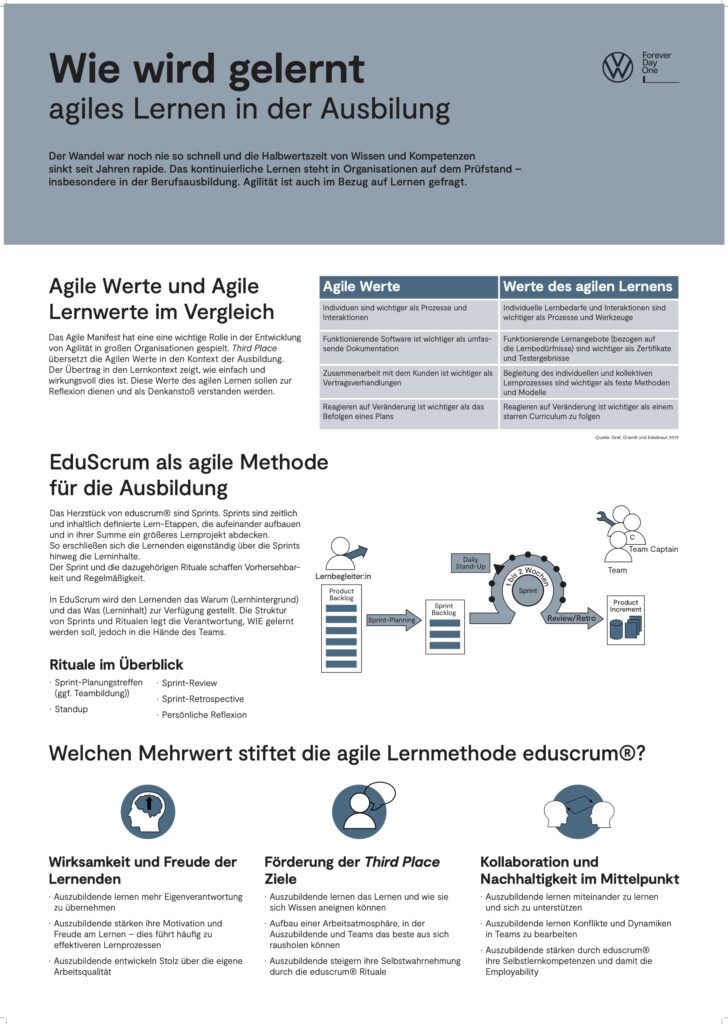 Wie wird gelernt
agiles Lernen in der Ausbilung
Forever
Day
One
Der Wandel war noch nie so schnell und die Halbwertszeit von Wissen und Kompetenzen
sinkt seit Jahren rapide. Das kontinuierliche Lernen steht in Organisationen auf dem Prüfstand –
insbesondere in der Berufsausbildung. Agilität ist auch im Bezug auf Lernen gefragt.
Agile Werte und Agile
Lernwerte im Vergleich
Das Agile Manifest hat eine eine wichtige Rolle in der Entwicklung
von Agilität in großen Organisationen gespielt. Third Place
übersetzt die Agilen Werte in den Kontext der Ausbildung.
Der Übertrag in den Lernkontext zeigt, wie einfach und
wirkungsvoll dies ist. Diese Werte des agilen Lernen sollen zur
Reflexion dienen und als Denkanstoß verstanden werden.
Agile Werte
Werte des agilen Lernens
Individuen sind wichtiger als Prozesse und
Interaktionen
Individuelle Lernbedarfe und Interaktionen sind
wichtiger als Prozesse und Werkzeuge
Funktionierende Software ist wichtiger als umfas-
sende Dokumentation
Funktionierende Lernangebote (bezogen auf
die Lernbedürfnisse) sind wichtiger als Zertifikate
und Testergebnisse
Zusammenarbeit mit dem Kunden ist wichtiger als
Vertragsverhandlungen
Begleitung des individuellen und kollektiven
Lernprozesses sind wichtiger als feste Methoden
und Modelle
Reagieren auf Veränderung ist wichtiger als das
Befolgen eines Plans
Reagieren auf Veränderung ist wichtiger als einem
starren Curriculum zu folgen
Quelle: Graf, Gramß und Edelkraut 2019
EduScrum als agile Methode
für die Ausbildung
Das Herzstück von eduscrum® sind Sprints. Sprints sind zeitlich
und inhaltlich definierte Lern-Etappen, die aufeinander aufbauen
und in ihrer Summe ein größeres Lernprojekt abdecken.
So erschließen sich die Lernenden eigenständig über die Sprints
hinweg die Lerninhalte.
Der Sprint und die dazugehörigen Rituale schaffen Vorhersehbar-
keit und Regelmäßigkeit.
In EduScrum wird den Lernenden das Warum (Lernhintergrund)
und das Was (Lerninhalt) zur Verfügung gestellt. Die Struktur
von Sprints und Ritualen legt die Verantwortung, WIE gelernt
werden soll, jedoch in die Hände des Teams.
Lernbegleiter:in
Product
Backlog
Sprint-Planning
Sprint
Backlog
Daily
Stand-Up
1 bis 2 Wochen
Sprint
Review/Retro
C
Team Captain
Team
Product
Increment
Rituale im Überblick
· Sprint-Planungstreffen
(ggf. Teambildung))
· Standup
· Sprint-Review
· Sprint-Retrospective
· Persönliche Reflexion
Welchen Mehrwert stiftet die agile Lernmethode eduscrum®?
Wirksamkeit und Freude der
Lernenden
· Auszubildende lernen mehr Eigenverantwortung
zu übernehmen
· Auszubildende stärken ihre Motivation und
Freude am Lernen – dies führt häufig zu
effektiveren Lernprozessen
· Auszubildende entwickeln Stolz über die eigene
Arbeitsqualität
Förderung der Third Place
Ziele
· Auszubildende lernen das Lernen und wie sie
sich Wissen aneignen können
· Aufbau einer Arbeitsatmosphäre, in der
Auszubildende und Teams das beste aus sich
rausholen können
· Auszubildende steigern ihre Selbstwahrnehmung
durch die eduscrum® Rituale
Kollaboration und
Nachhaltigkeit im Mittelpunkt
· Auszubildende lernen miteinander zu lernen
und sich zu unterstützen
· Auszubildende lernen Konflikte und Dynamiken
in Teams zu bearbeiten
· Auszubildende stärken durch eduscrum®
ihre Selbstlernkompetenzen und damit die
Employability